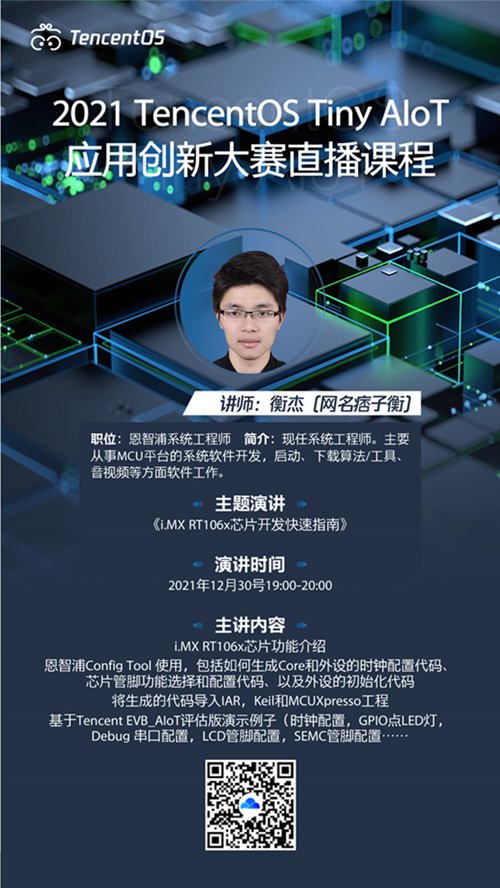 TencentOS
2021 TencentOS Tiny AIoT
应用创新大赛直播课程
讲师：衡杰（网名痞子衡）
职位：恩智浦系统工程师 简介：现任系统工程师。主要
从事MCU平台的系统软件开发，启动、下载算法/工具、
音视频等方面软件工作。
主题演讲
《i.MX RT106x芯片开发快速指南》
演讲时间
2021年12月30号19:00-20:00
主讲内容
i.MX RT106x芯片功能介绍
恩智浦Config Tool 使用，包括如何生成Core和外设的时钟配置代码、
芯片管脚功能选择和配置代码、以及外设的初始化代码
将生成的代码导入IAR，Keil和MCUXpresso工程
基于Tencent EVB_AIoT评估版演示例子（时钟配置，GPIO点LED灯，
Debug 串口配置，LCD管脚配置，SEMC管脚配置……